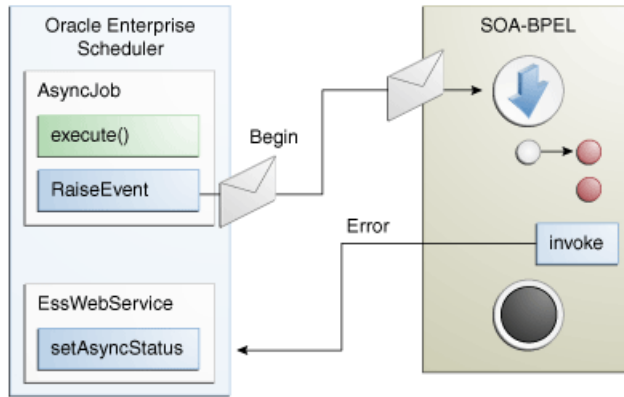 Oracle Enterprise
Scheduler
AsyncJob
execute()
RaiseEvent
Begin
SOA-BPEL
Error
invoke
EssWebService
setAsyncStatus